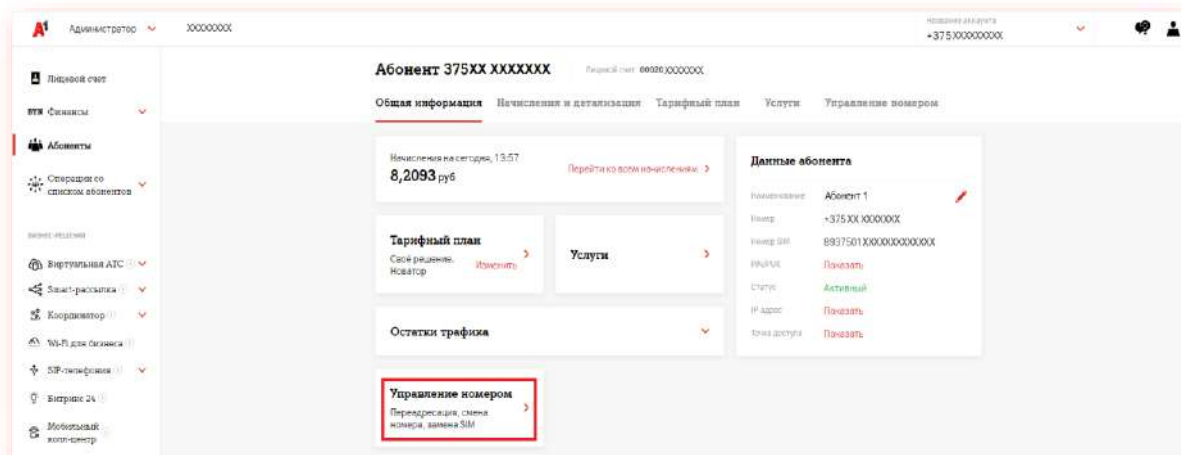 A1 Администратор XXXXXXXX
Название аккаунта
+375XXXXXXXXX
Лицевой счет
BYN Финансы
Абоненты
Операции со
списком абонентов
БИЗНЕС-РЕШЕНИЯ
Виртуальная АТС
Smart-рассылка
Координатор
Wi-Fi для бизнеса
SIP-телефония
Битрикс 24
Мобильный
колл-центр
Абонент 375XX XXXXXXX
Лицевой счет 00020XXXXXXX
Общая информация Начисления и детализация Тарифный план Услуги Управление номером
Начисления на сегодня, 13:57
8,2093 руб
Перейти ко всем начислениям
Тарифный план
Своё решение.
Новатор
Изменить
Услуги
Остатки трафика
Управление номером
Переадресация, смена
номера, замена SIM
Данные абонента
Наименование Абонент 1
Номер +375 XX XXXXXXX
Номер SIM 8937501XXXXXXXXXXXX
PIN/PUK Показать
Статус Активный
IP адрес Показать
Точка доступа Показать